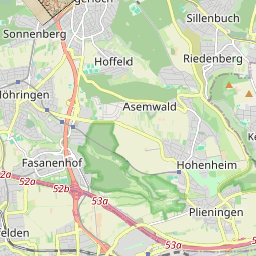 Sillenbuch
Sonnenberg
Hoffeld
Riedenberg
Asemwald
Möhringen
Fasanenhof
Hohenheim
52a
52b
53a
Plieningen
53a